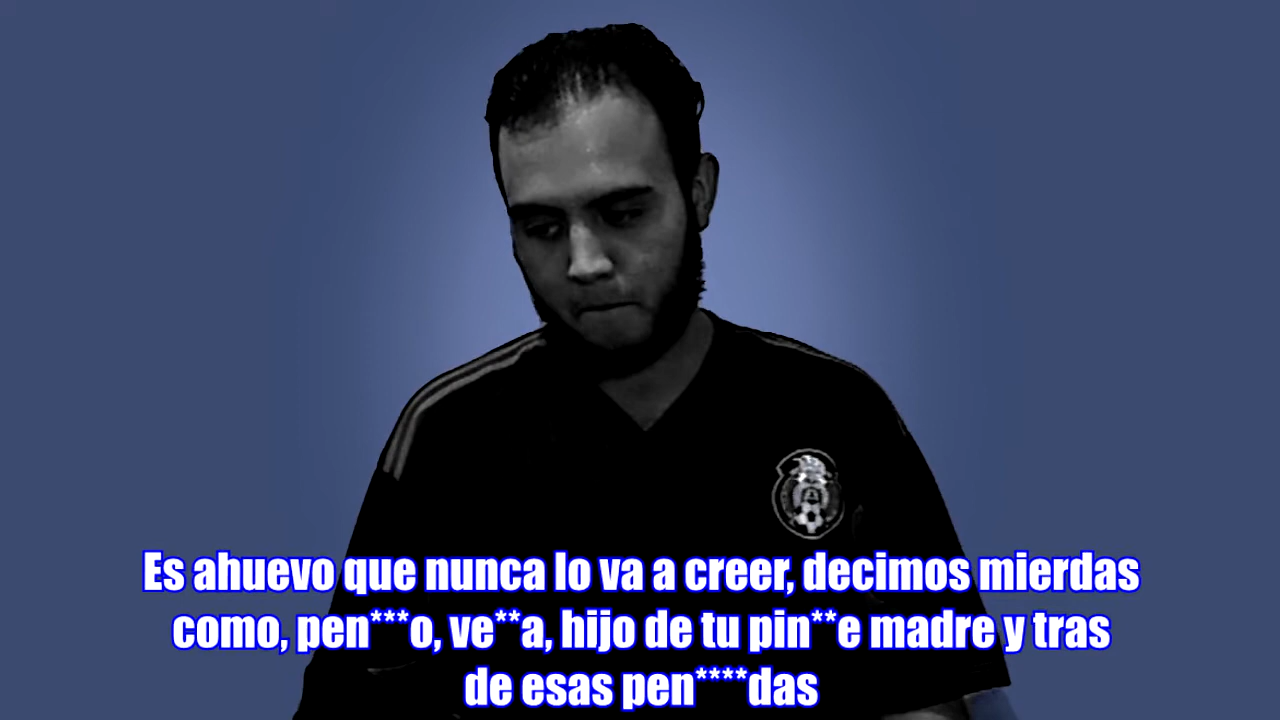 Es ahuevo que nunca lo va a creer, decimos mierdas
como, pen***o, ve**a, hijo de tu pin**e madre y tras
de esas pen****das